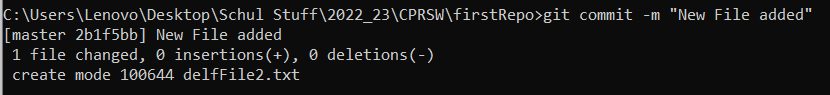 C:\Users\Lenovo\Desktop\Schul Stuff\2022_23\CPRSW\firstRepo>git commit -m "New File added"
[master 2b1f5bb] New File added
 1 file changed, 0 insertions(+), 0 deletions(-)
 create mode 100644 delfFile2.txt